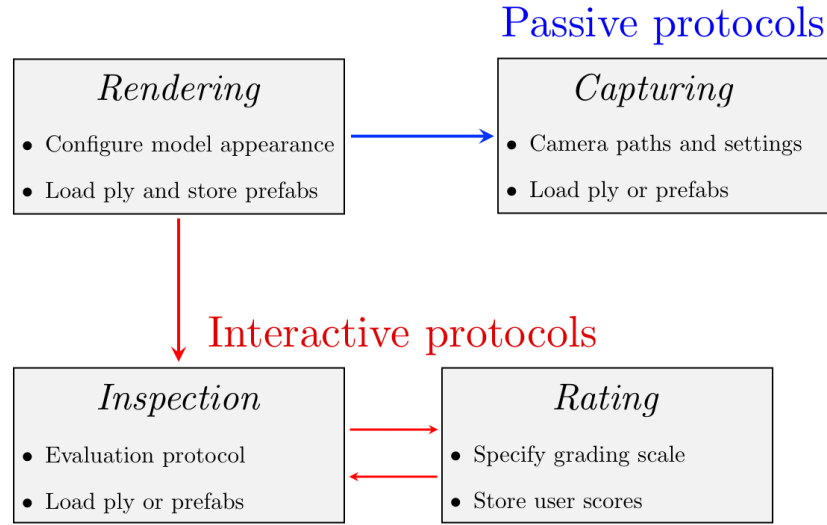 Passive protocols
Rendering
• Configure model appearance
• Load ply and store prefabs
Capturing
• Camera paths and settings
• Load ply or prefabs
Interactive protocols
Inspection
• Evaluation protocol
• Load ply or prefabs
Rating
• Specify grading scale
• Store user scores